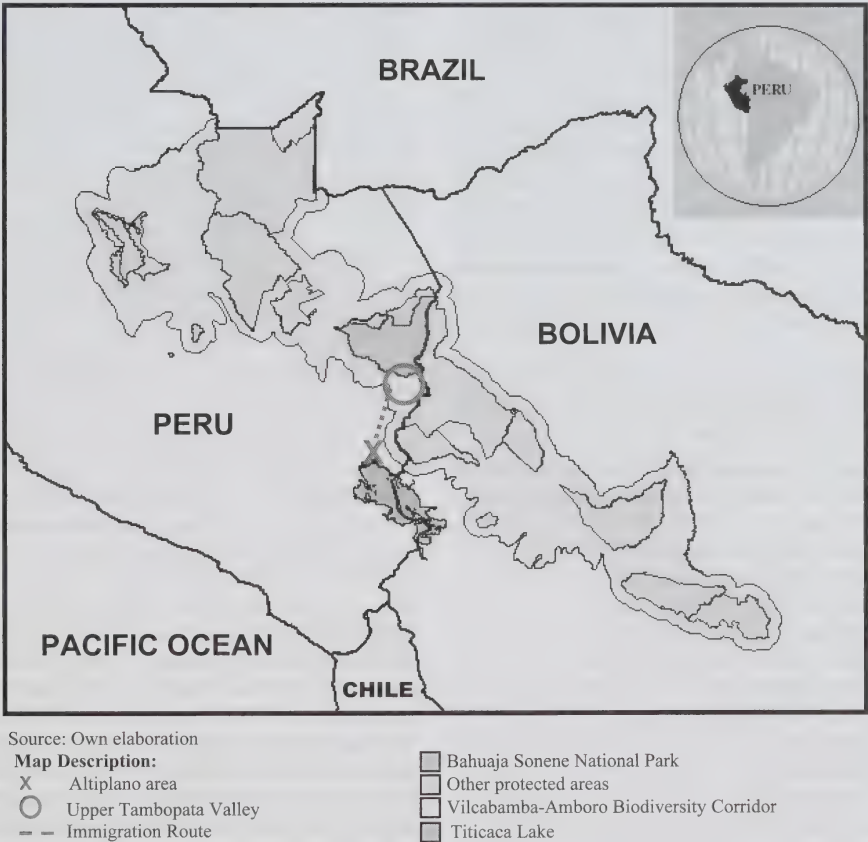 BRAZIL
PERU
BOLIVIA
PERU
PACIFIC OCEAN
CHILE
Source: Own elaboration
Map Description:
X Altiplano area
Upper Tambopata Valley
Immigration Route
Bahuaja Sonene National Park
Other protected areas
Vilcabamba-Amboro Biodiversity Corridor
Titicaca Lake